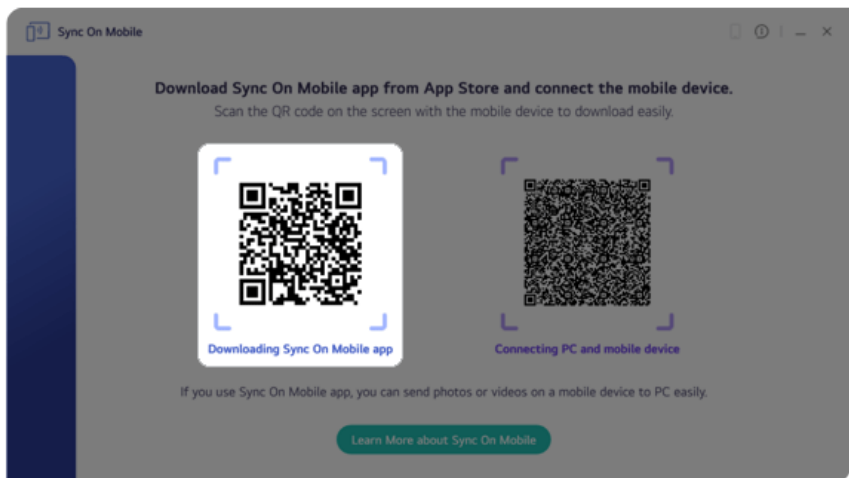 Sync On Mobile
Download Sync On Mobile app from App Store and connect the mobile device.
Scan the QR code on the screen with the mobile device to download easily.
Downloading Sync On Mobile app
Connecting PC and mobile device
If you use Sync On Mobile app, you can send photos or videos on a mobile device to PC easily.
Learn More about Sync On Mobile